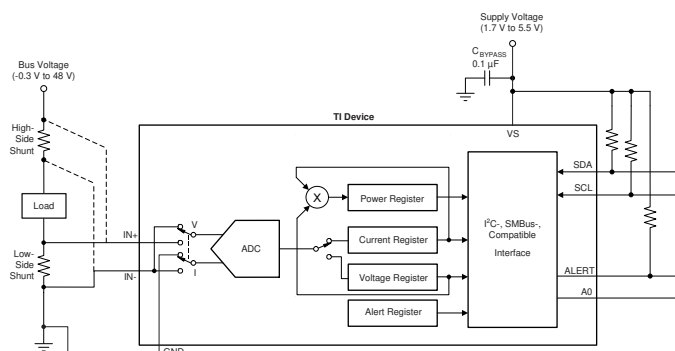 Supply Voltage
(1.7 V to 5.5 V)
CBYPASS
0.1 µF
Bus Voltage
(-0.3 V to 48 V)
TI Device
VS
High-
Side
Shunt
SDA
SCL
X
Power Register
Load
V
I²C-, SMBus-,
Compatible
Interface
IN+
ADC
Current Register
Low-
Side
Shunt
IN-
I
Voltage Register
ALERT
A0
Alert Register
GND